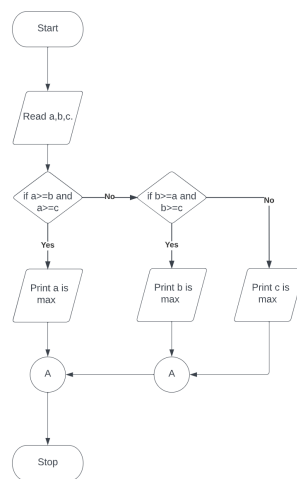 Start
Read a,b,c.
if a>=b and
a>=c
No
if b>=a and
b>=c
No
Yes
Yes
Print a is
max
Print b is
max
Print c is
max
A
A
Stop